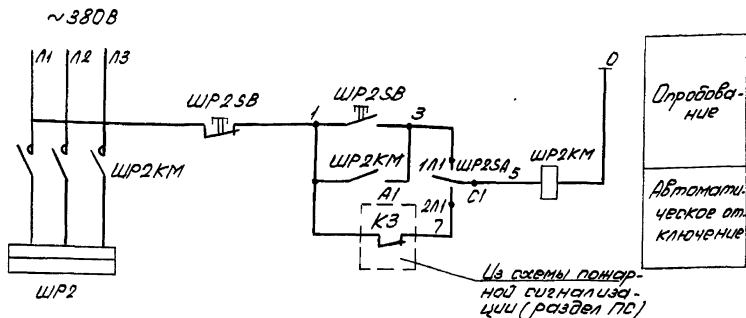 ~380В
Л1 Л2 Л3
0
ШР2SB
1
ШР2SB
3
Опробова-
ние
ШР2КМ
ШР2КМ
1Л1
ШР2SA
5
ШР2КМ
А1
С1
2Л1
КЗ
7
Автомати-
ческое от-
ключение
ШР2
Из схемы пожар-
ной сигнализа-
ции (раздел ПС)